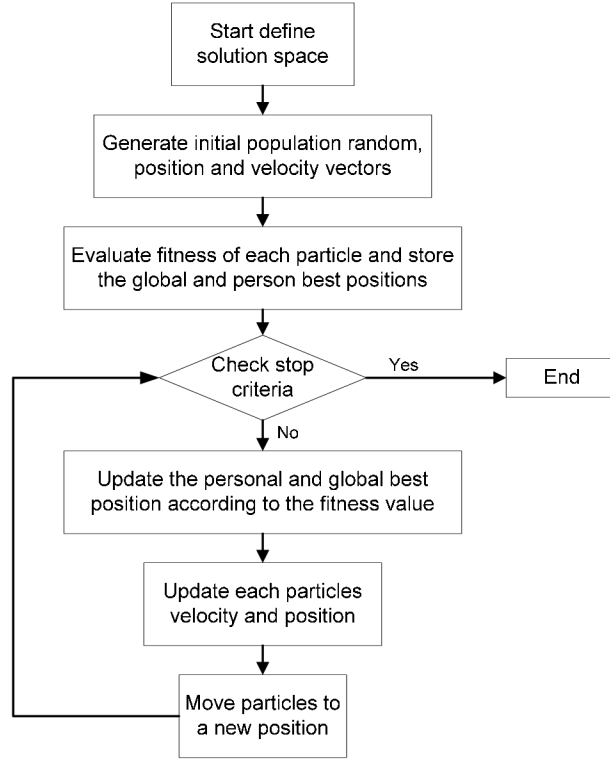 Start define
solution space
Generate initial population random,
position and velocity vectors
Evaluate fitness of each particle and store
the global and person best positions
Check stop
criteria
Yes
End
No
Update the personal and global best
position according to the fitness value
Update each particles
velocity and position
Move particles to
a new position